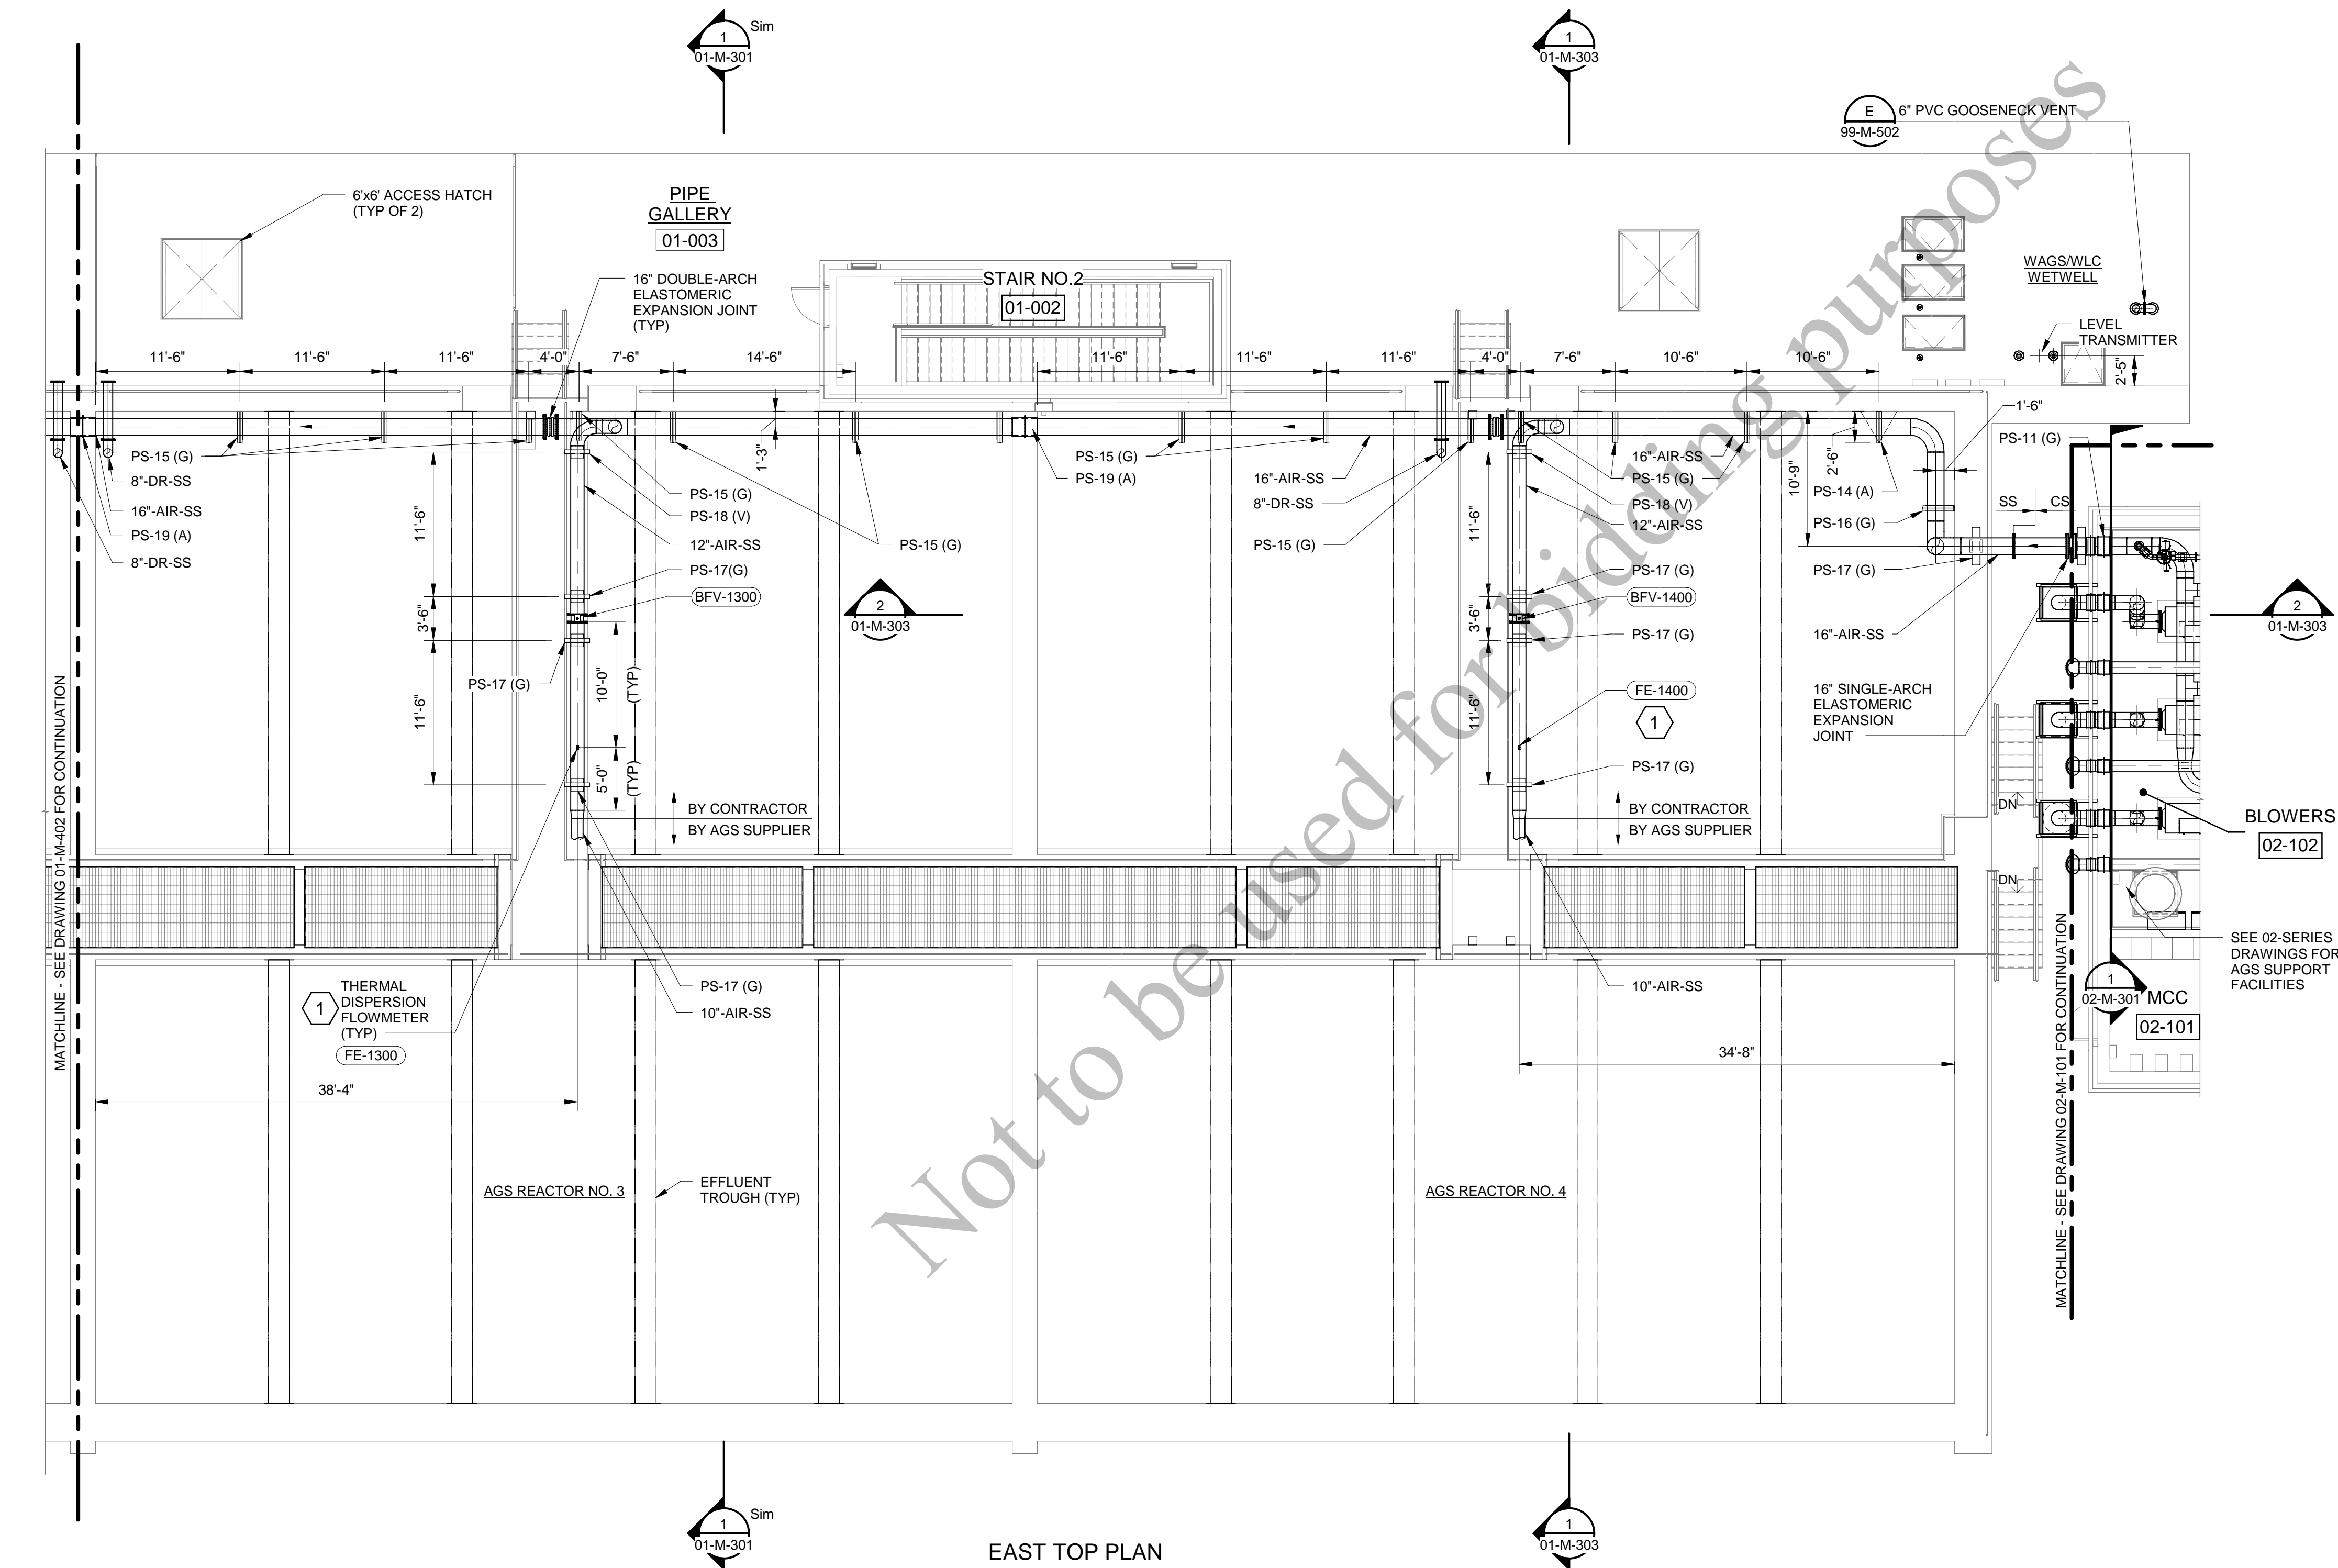 1
Sim
01-M-301
1
01-M-303
E
6" PVC GOOSENECK VENT
99-M-502
6'x6' ACCESS HATCH
(TYP OF 2)
PIPE
GALLERY
01-003
16" DOUBLE-ARCH
ELASTOMERIC
EXPANSION JOINT
(TYP)
STAIR NO.2
01-002
WAGS/WLC
WETWELL
LEVEL
TRANSMITTER
2'-5"
11'-6"
11'-6"
11'-6"
4'-0"
7'-6"
14'-6"
11'-6"
11'-6"
11'-6"
4'-0"
7'-6"
10'-6"
10'-6"
1'-6"
PS-15 (G)
8"-DR-SS
16"-AIR-SS
PS-19 (A)
8"-DR-SS
11'-6"
3'-6"
11'-6"
1'-3"
PS-15 (G)
PS-18 (V)
12"-AIR-SS
PS-17(G)
BFV-1300
PS-17 (G)
10'-0"
(TYP)
5'-0"
(TYP)
BY CONTRACTOR
BY AGS SUPPLIER
PS-15 (G)
2
01-M-303
PS-15 (G)
PS-19 (A)
16"-AIR-SS
8"-DR-SS
PS-15 (G)
11'-6"
3'-6"
11'-6"
16"-AIR-SS
PS-15 (G)
PS-18 (V)
12"-AIR-SS
PS-17 (G)
BFV-1400
PS-17 (G)
FE-1400
1
PS-17 (G)
BY CONTRACTOR
BY AGS SUPPLIER
2'-6"
10'-9"
PS-14 (A)
PS-16 (G)
PS-17 (G)
PS-11 (G)
SS
CS
16"-AIR-SS
16" SINGLE-ARCH
ELASTOMERIC
EXPANSION
JOINT
2
01-M-303
DN
DN
BLOWERS
02-102
SEE 02-SERIES
DRAWINGS FOR
AGS SUPPORT
FACILITIES
1
02-M-301
MCC
02-101
MATCHLINE - SEE DRAWING 01-M-402 FOR CONTINUATION
MATCHLINE - SEE DRAWING 02-M-101 FOR CONTINUATION
1
THERMAL
DISPERSION
FLOWMETER
(TYP)
FE-1300
PS-17 (G)
10"-AIR-SS
10"-AIR-SS
38'-4"
34'-8"
AGS REACTOR NO. 3
EFFLUENT
TROUGH (TYP)
AGS REACTOR NO. 4
Not to be used for bidding purposes
1
Sim
01-M-301
1
01-M-303
EAST TOP PLAN